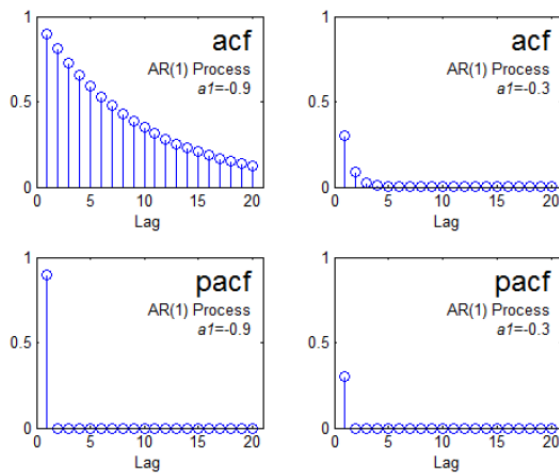 acf
AR(1) Process
a1=-0.9
1
0.5
0
0 5 10 15 20
Lag
acf
AR(1) Process
a1=-0.3
1
0.5
0
0 5 10 15 20
Lag
pacf
AR(1) Process
a1=-0.9
1
0.5
0
0 5 10 15 20
Lag
pacf
AR(1) Process
a1=-0.3
1
0.5
0
0 5 10 15 20
Lag